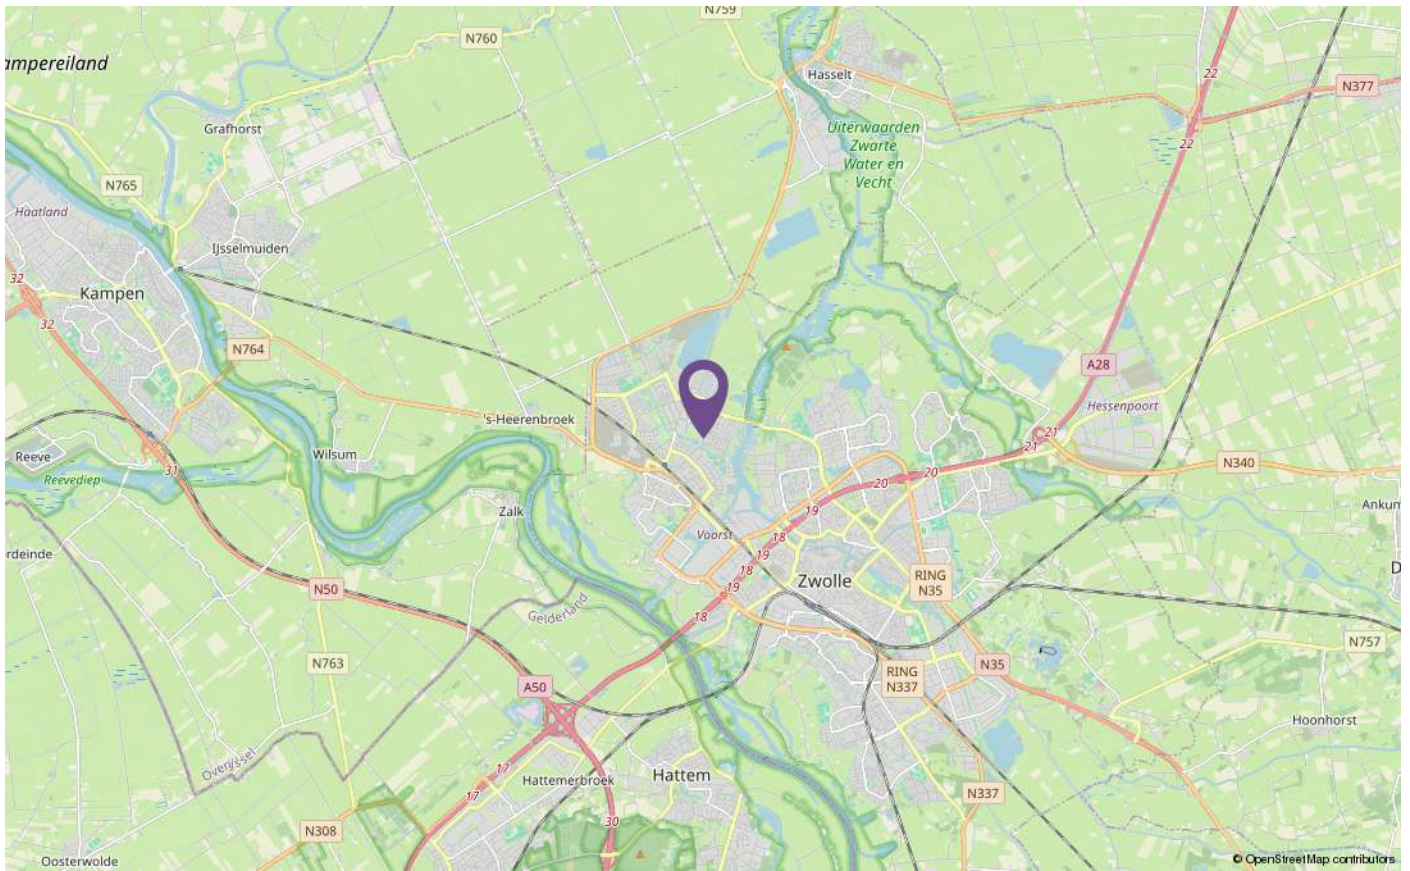 N759
N760
ampereiland
Hasselt
22
N377
Grafhorst
Uiterwaarden
Zwarte
Water en
Vecht
22
N765
Haatland
IJsselmuiden
32
Kampen
32
N764
A28
Hessenpoort
's-Heerenbroek
21
21
Wilsum
Reeve
31
Reevediep
N340
20
20
Zalk
19
Ankum
Voorst
18
19
18
rdeinde
Zwolle
RING
N35
D
19
N50
Gelderland
18
N757
N763
N35
RING
N337
A50
Hoonhorst
Overijssel
17
Hattemerbroek
Hattem
17
N337
30
N308
Oosterwolde
© OpenStreetMap contributors